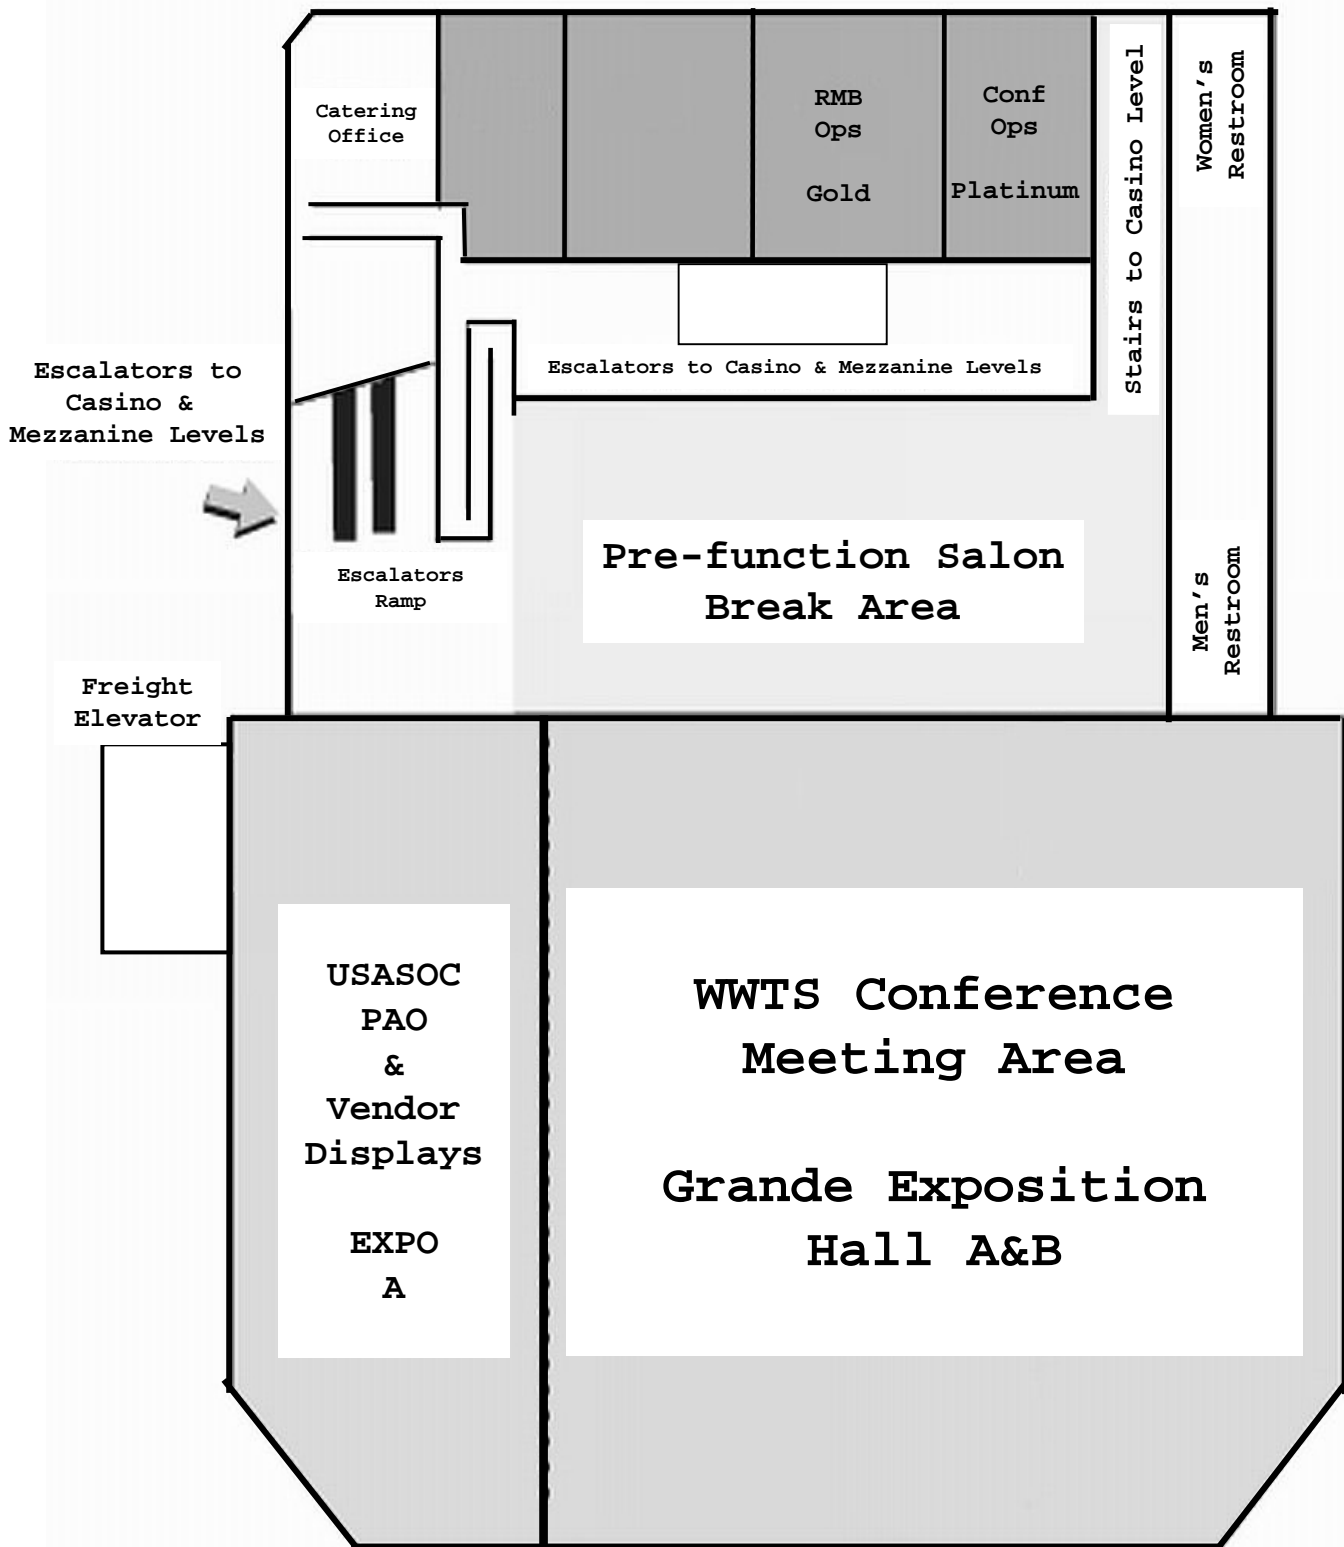 Catering
Office
RMB
Ops
Gold
Conf
Ops
Platinum
Stairs to Casino Level
Women's
Restroom
Escalators to
Casino &
Mezzanine Levels
Escalators to Casino & Mezzanine Levels
Escalators
Ramp
Pre-function Salon
Break Area
Men's
Restroom
Freight
Elevator
USASOC
PAO
&
Vendor
Displays
EXPO
A
WWTS Conference
Meeting Area
Grande Exposition
Hall A&B